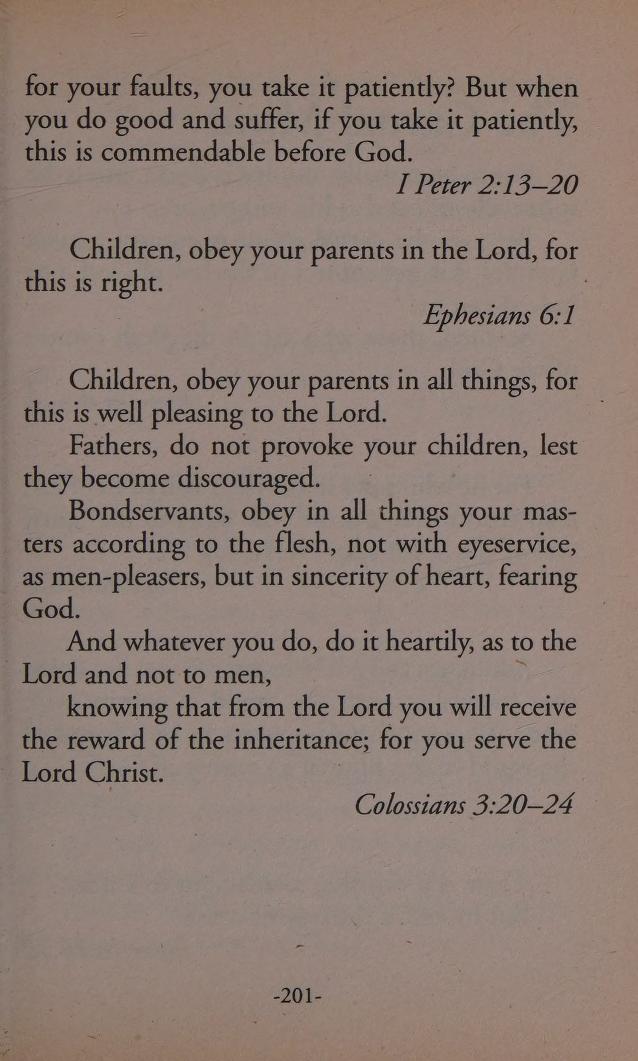 for your faults, you take it patiently? But when
you do good and suffer, if you take it patiently,
this is commendable before God.
I Peter 2:13–20
Children, obey your parents in the Lord, for
this is right.
Ephesians 6:1
Children, obey your parents in all things, for
this is well pleasing to the Lord.
Fathers, do not provoke your children, lest
they become discouraged.
Bondservants, obey in all things your mas-
ters according to the flesh, not with eyeservice,
as men-pleasers, but in sincerity of heart, fearing
God.
And whatever you do, do it heartily, as to the
Lord and not to men,
knowing that from the Lord you will receive
the reward of the inheritance; for you serve the
Lord Christ.
Colossians 3:20–24
-201-